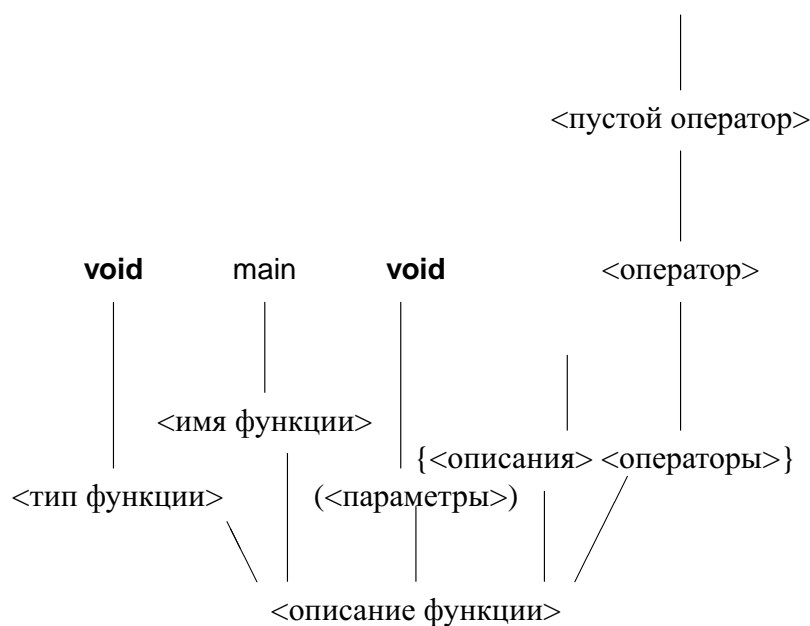 <пустой оператор>
void main void <оператор>
<имя функции>
{<описания> <операторы>}
<тип функции> (<параметры>)
<описание функции>